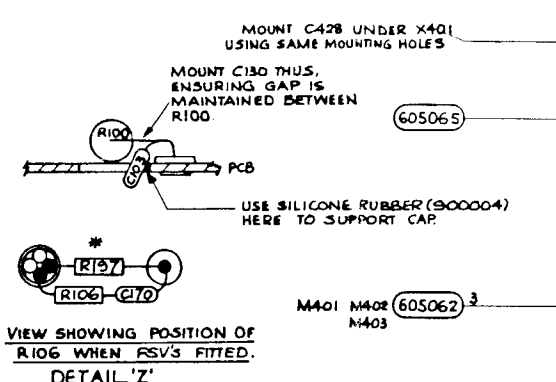 MOUNT C428 UNDER X401
USING SAME MOUNTING HOLES
MOUNT C130 THUS,
ENSURING GAP IS
MAINTAINED BETWEEN
R100.
R100
605065
C103
PCB
USE SILICONE RUBBER (900004)
HERE TO SUPPORT CAP.
*
R197
R106
C170
M401 M402 605062 3
M403
VIEW SHOWING POSITION OF
R106 WHEN RSV'S FITTED.
DETAIL 'Z'